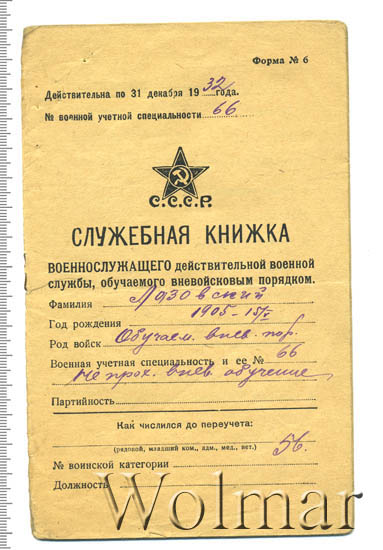 Форма № 6
Действительна по 31 декабря 1932 года.
№ военной учетной специальности 66
С.С.С.Р.
СЛУЖЕБНАЯ КНИЖКА
ВОЕННОСЛУЖАЩЕГО действительной военной
службы, обучаемого вневойсковым порядком.
Фамилия Лазовский
Год рождения 1905 - 15/X
Род войск Обучаем. внев. пор.
Военная учетная специальность и ее № 66
Не прох. внев. обучение
Партийность
Как числился до переучета:
(рядовой, младший ком., адм., мед., вет.)
№ воинской категории 56.
Должность
Wolmar